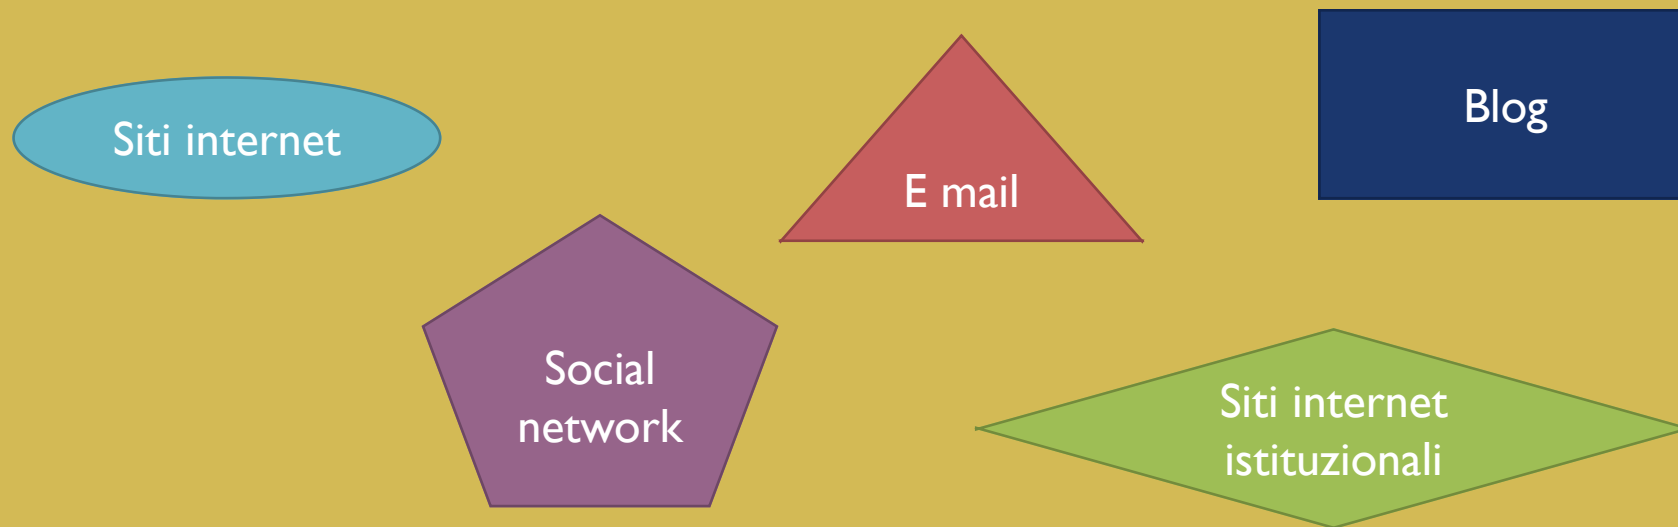 Siti internet
E mail
Blog
Social
network
Siti internet
istituzionali